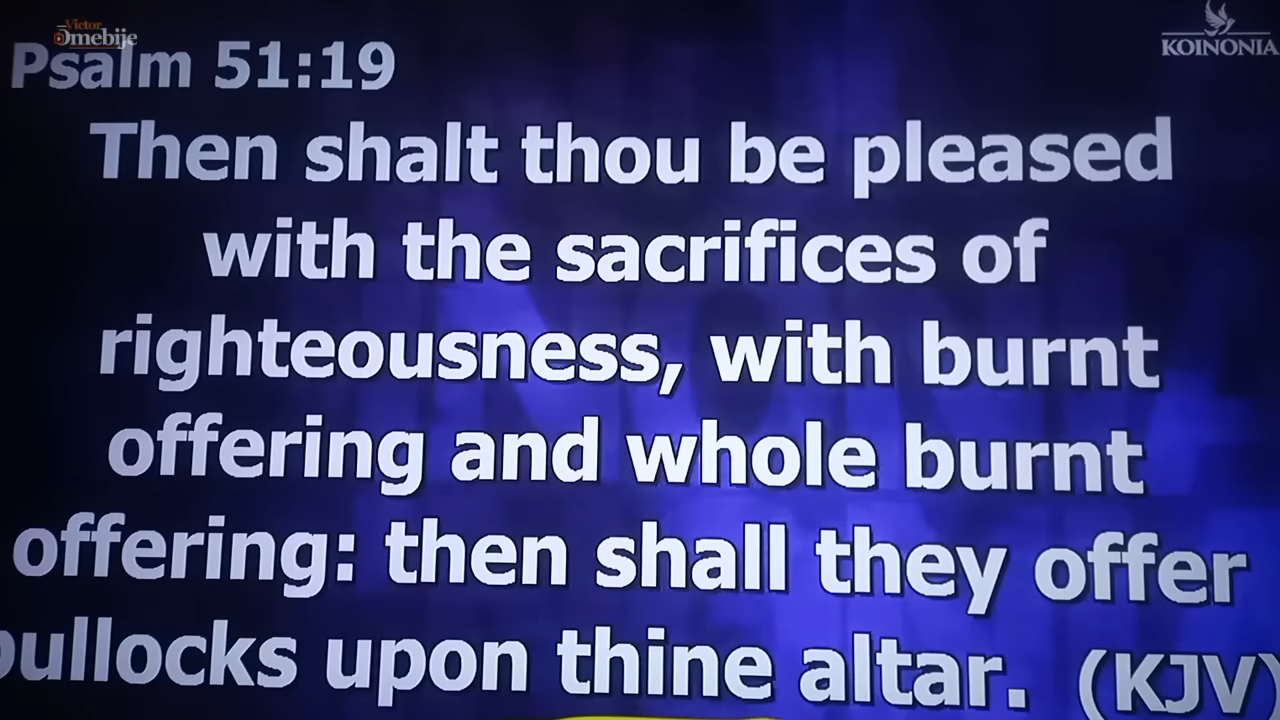 Victor
Omebije
KOINONIA
Psalm 51:19
Then shalt thou be pleased
with the sacrifices of
righteousness, with burnt
offering and whole burnt
offering: then shall they offer
bullocks upon thine altar. (KJV)